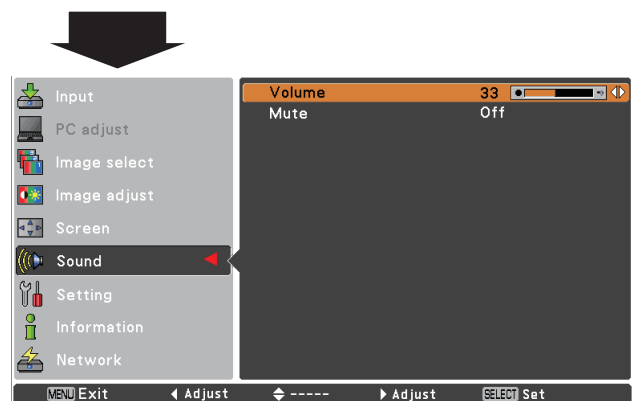 Input
PC adjust
Image select
Image adjust
Screen
Sound
Setting
Information
Network
Volume 33
Mute Off
MENU Exit Adjust ----- Adjust SELECT Set